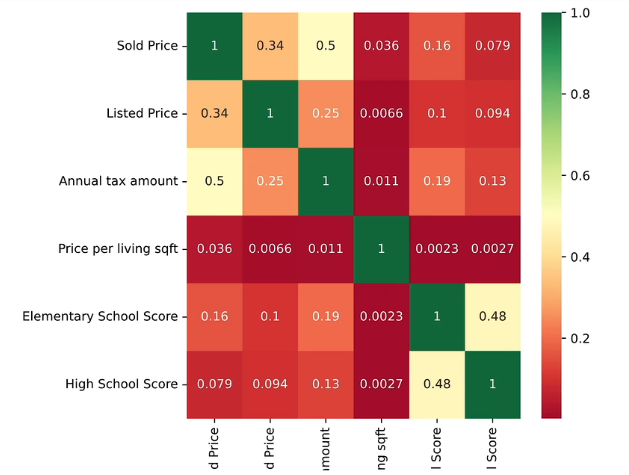 Sold Price 1 0.34 0.5 0.036 0.16 0.079
Listed Price 0.34 1 0.25 0.0066 0.1 0.094
Annual tax amount 0.5 0.25 1 0.011 0.19 0.13
Price per living sqft 0.036 0.0066 0.011 1 0.0023 0.0027
Elementary School Score 0.16 0.1 0.19 0.0023 1 0.48
High School Score 0.079 0.094 0.13 0.0027 0.48 1
d Price
d Price
mount
ng sqft
l Score
l Score
1.0
0.8
0.6
0.4
0.2